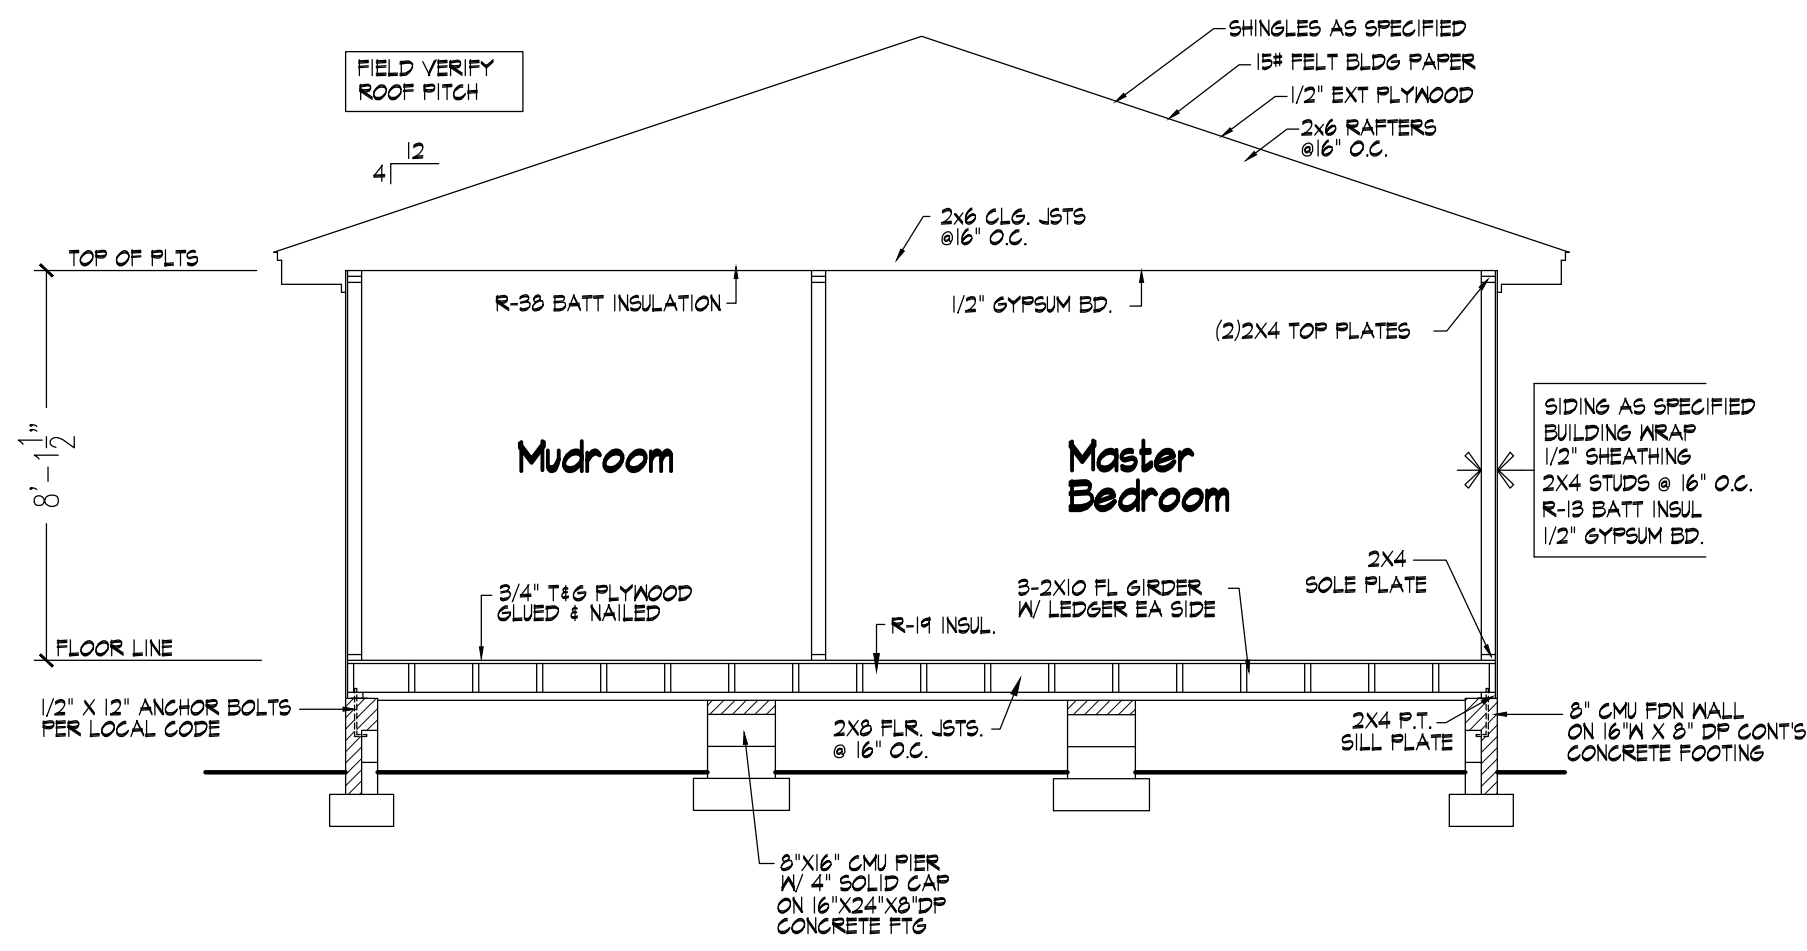 SHINGLES AS SPECIFIED
FIELD VERIFY
ROOF PITCH
15# FELT BLDG PAPER
1/2" EXT PLYWOOD
2x6 RAFTERS
@16" O.C.
12
4
2x6 CLG. JSTS
@16" O.C.
TOP OF PLTS
R-38 BATT INSULATION
1/2" GYPSUM BD.
(2)2X4 TOP PLATES
8'-1 1/2"
Mudroom
Master
Bedroom
SIDING AS SPECIFIED
BUILDING WRAP
1/2" SHEATHING
2X4 STUDS @ 16" O.C.
R-13 BATT INSUL
1/2" GYPSUM BD.
2X4
SOLE PLATE
3/4" T&G PLYWOOD
GLUED & NAILED
3-2X10 FL GIRDER
W/ LEDGER EA SIDE
R-19 INSUL.
FLOOR LINE
1/2" X 12" ANCHOR BOLTS
PER LOCAL CODE
2X8 FLR. JSTS.
@ 16" O.C.
2X4 P.T.
SILL PLATE
8" CMU FDN WALL
ON 16"W X 8" DP CONT'S
CONCRETE FOOTING
8"X16" CMU PIER
W/ 4" SOLID CAP
ON 16"X24"X8"DP
CONCRETE FTG